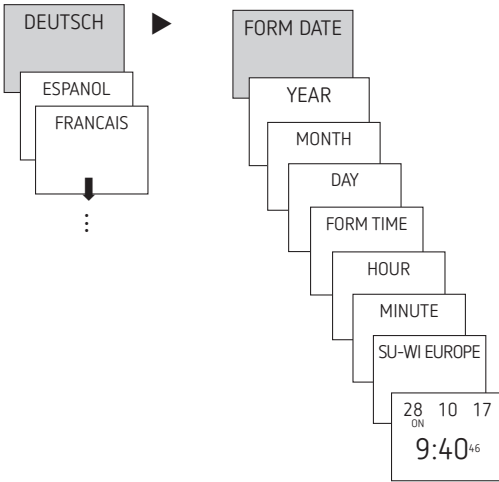 DEUTSCH
ESPANOL
FRANCAIS
FORM DATE
YEAR
MONTH
DAY
FORM TIME
HOUR
MINUTE
SU-WI EUROPE
28 10 17
ON
9:40 46